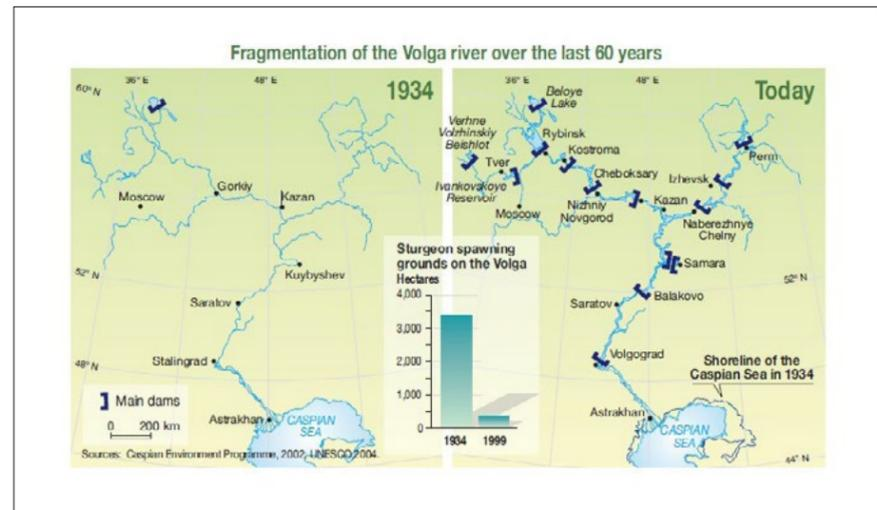 Fragmentation of the Volga river over the last 60 years
36° E
48° E
60° N
1934
Moscow
Gorkiy
Kazan
52° N
Kuybyshev
Saratov
48° N
Stalingrad
Main dams
0 200 km
Astrakhan
CASPIAN
SEA
Sources: Caspian Environment Programme, 2002; UNESCO 2004.
36° E
48° E
Today
Beloye
Lake
Verhne
Volzhinskiy
Beishlot
Rybinsk
Kostroma
Tver
Cheboksary
Izhevsk
Perm
Ivankovskoye
Reservoir
Moscow
Nizhniy
Novgorod
Kazan
Naberezhnye
Chelny
Samara
52° N
Saratov
Balakovo
Volgograd
Shoreline of the
Caspian Sea in 1934
Astrakhan
CASPIAN
SEA
44° N
Sturgeon spawning
grounds on the Volga
Hectares
4,000
3,000
2,000
1,000
0
1934 1999